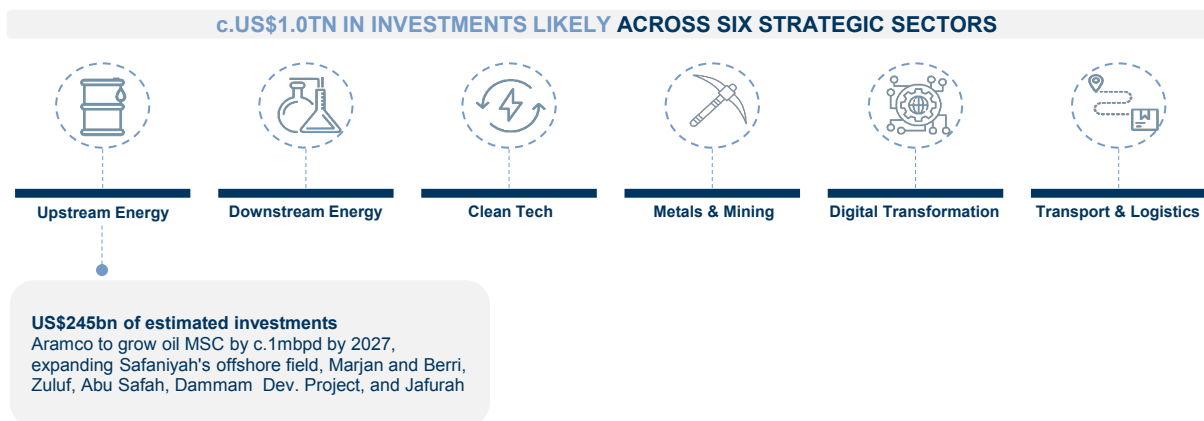 c.US$1.0TN IN INVESTMENTS LIKELY ACROSS SIX STRATEGIC SECTORS
Upstream Energy
Downstream Energy
Clean Tech
Metals & Mining
Digital Transformation
Transport & Logistics
US$245bn of estimated investments
Aramco to grow oil MSC by c.1mbpd by 2027,
expanding Safaniyah's offshore field, Marjan and Berri,
Zuluf, Abu Safah, Dammam Dev. Project, and Jafurah